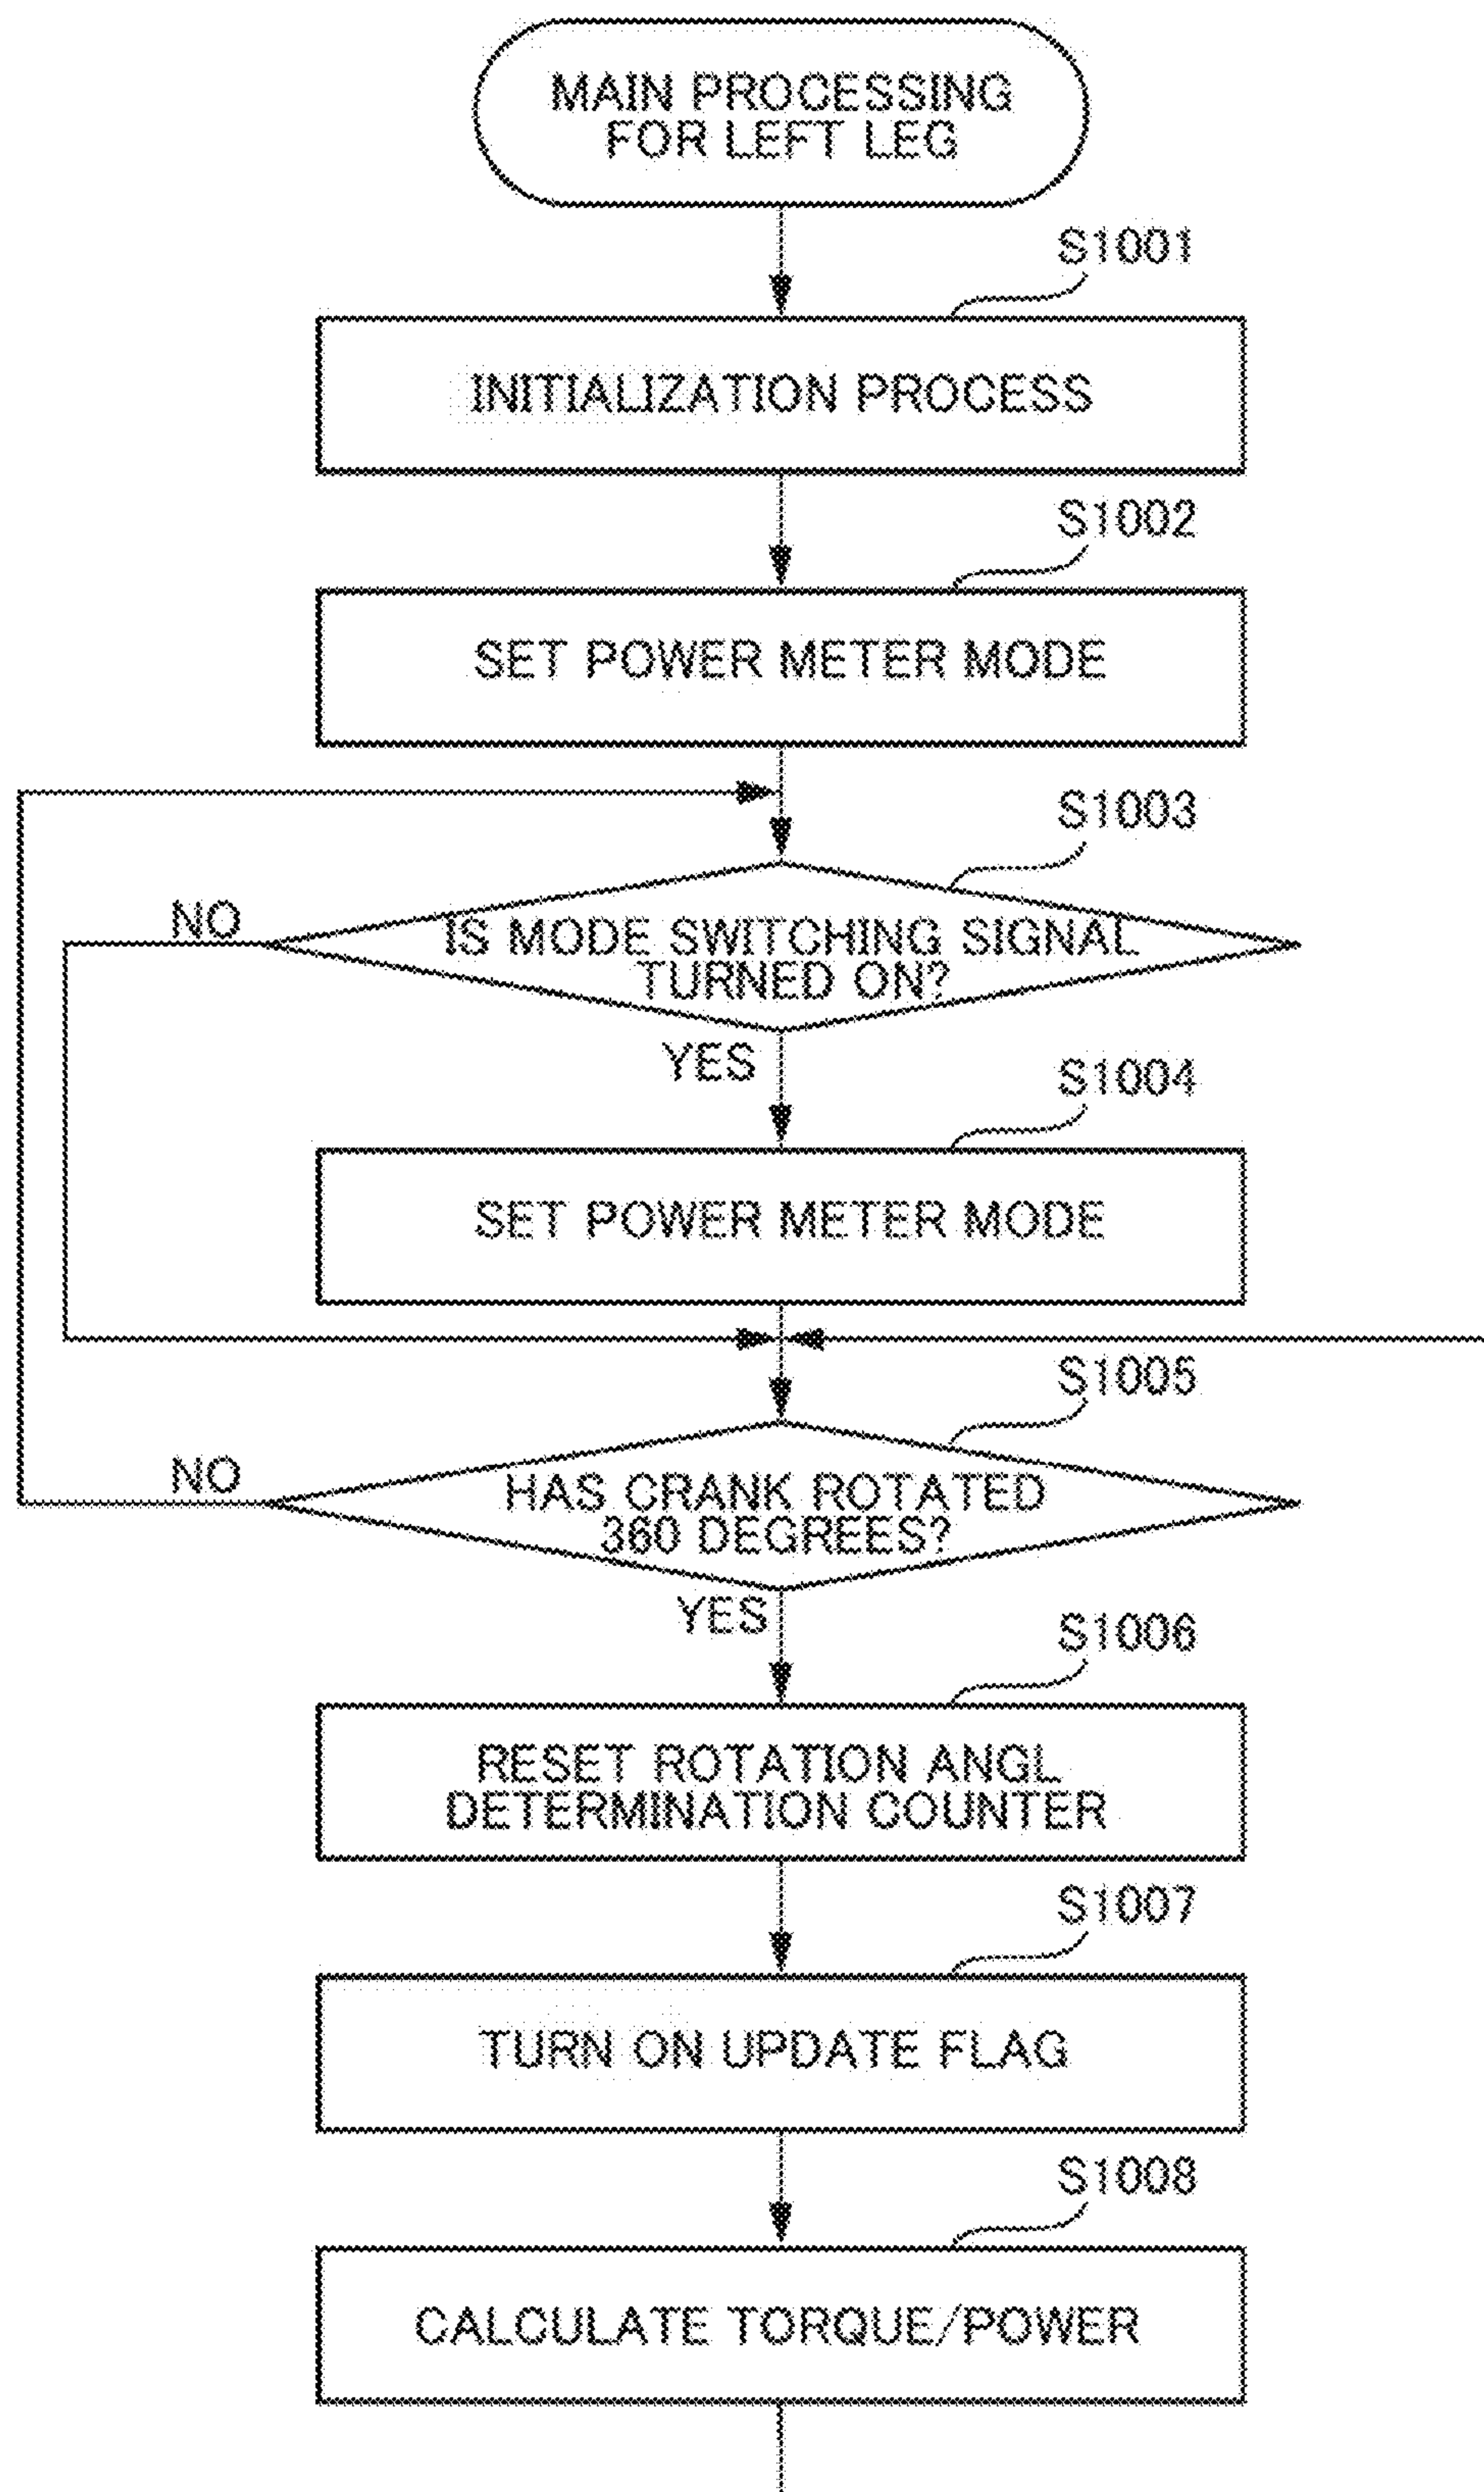 MAIN PROCESSING
FOR LEFT LEG
S1001
INITIALIZATION PROCESS
S1002
SET POWER METER MODE
S1003
NO
IS MODE SWITCHING SIGNAL
TURNED ON?
YES
S1004
SET POWER METER MODE
S1005
NO
HAS CRANK ROTATED
360 DEGREES?
YES
S1006
RESET ROTATION ANGL
DETERMINATION COUNTER
S1007
TURN ON UPDATE FLAG
S1008
CALCULATE TORQUE/POWER